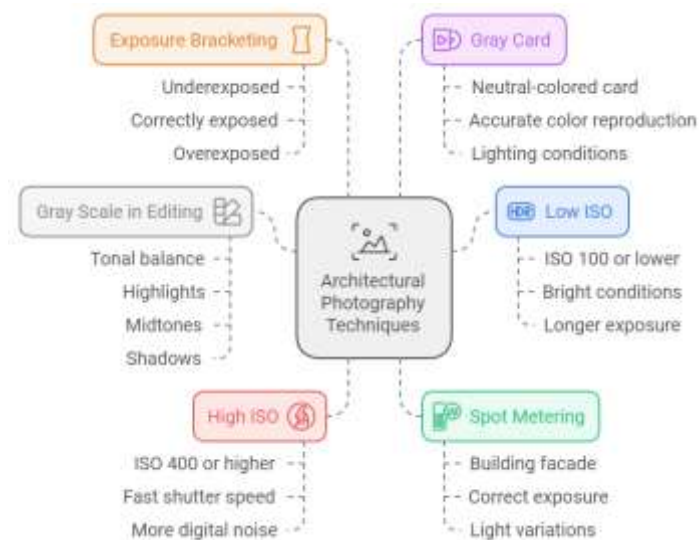 Exposure Bracketing
Underexposed
Correctly exposed
Overexposed
Gray Card
Neutral-colored card
Accurate color reproduction
Lighting conditions
Gray Scale in Editing
Tonal balance
Highlights
Midtones
Shadows
Architectural
Photography
Techniques
HDR
Low ISO
ISO 100 or lower
Bright conditions
Longer exposure
High ISO
ISO 400 or higher
Fast shutter speed
More digital noise
Spot Metering
Building facade
Correct exposure
Light variations